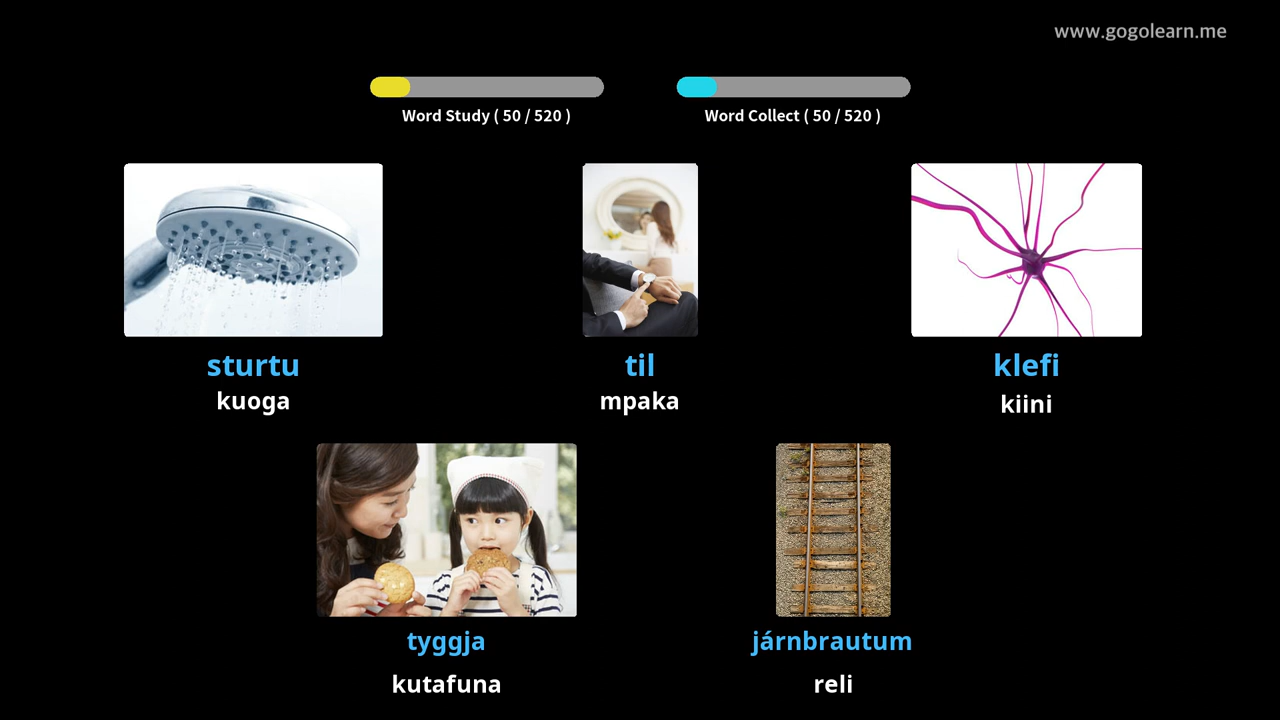 www.gogolearn.me
Word Study ( 50 / 520 )
Word Collect ( 50 / 520 )
sturtu
kuoga
til
mpaka
klefi
kiini
tyggja
kutafuna
járnbrautum
reli